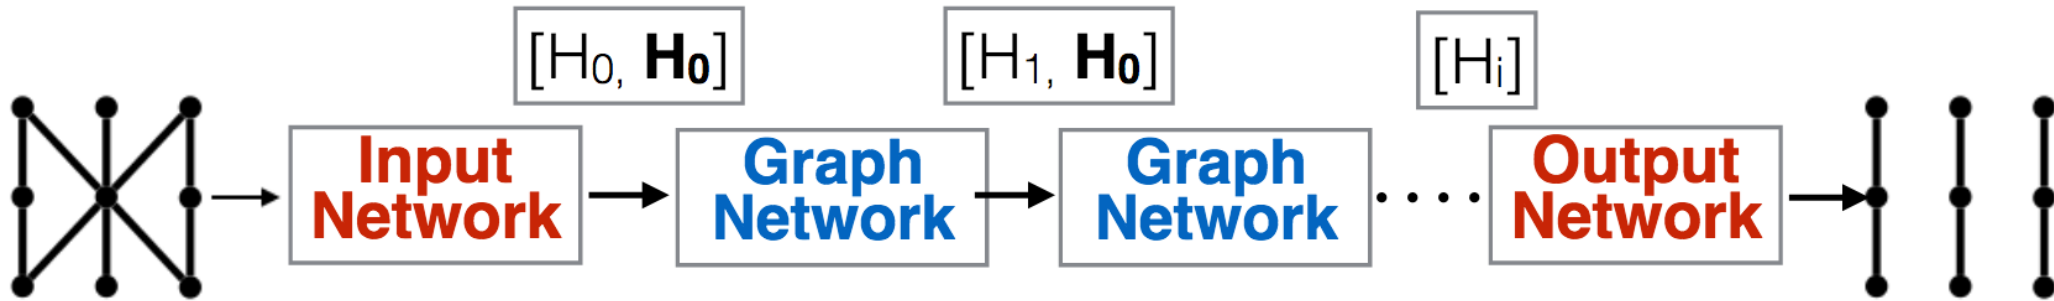 [H₀, H₀]
[H₁, H₀]
[Hᵢ]
Input
Network
Graph
Network
Graph
Network
Output
Network